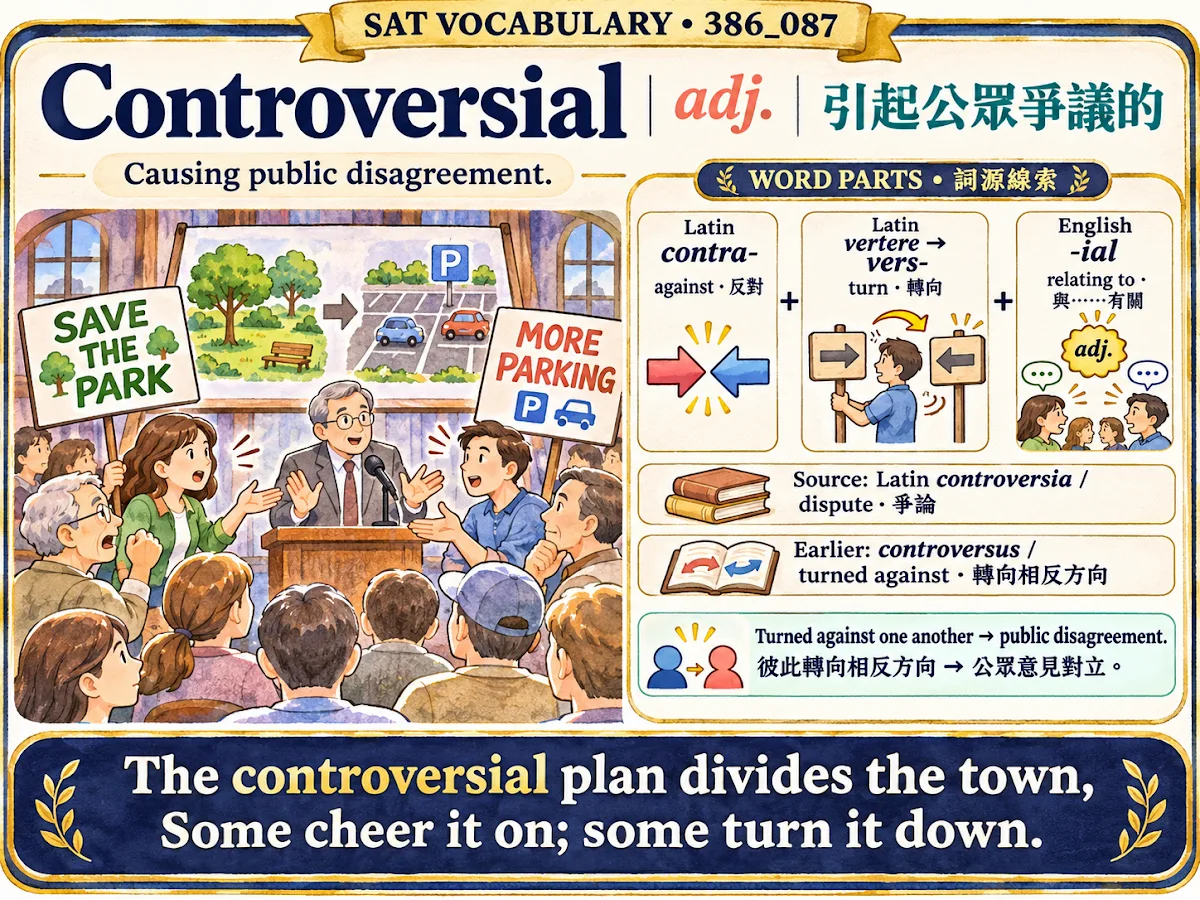 SAT VOCABULARY • 386_087
Controversial | adj. | 引起公眾爭議的
Causing public disagreement.
SAVE
THE
PARK
P
MORE
PARKING
P
WORD PARTS • 詞源線索
Latin
contra-
against · 反對
+
Latin
vertere →
vers-
turn · 轉向
+
English
-ial
relating to ·
與……有關
adj.
Source: Latin controversia /
dispute · 爭論
Earlier: controversus /
turned against · 轉向相反方向
Turned against one another → public disagreement.
彼此轉向相反方向 → 公眾意見對立。
The controversial plan divides the town,
Some cheer it on; some turn it down.